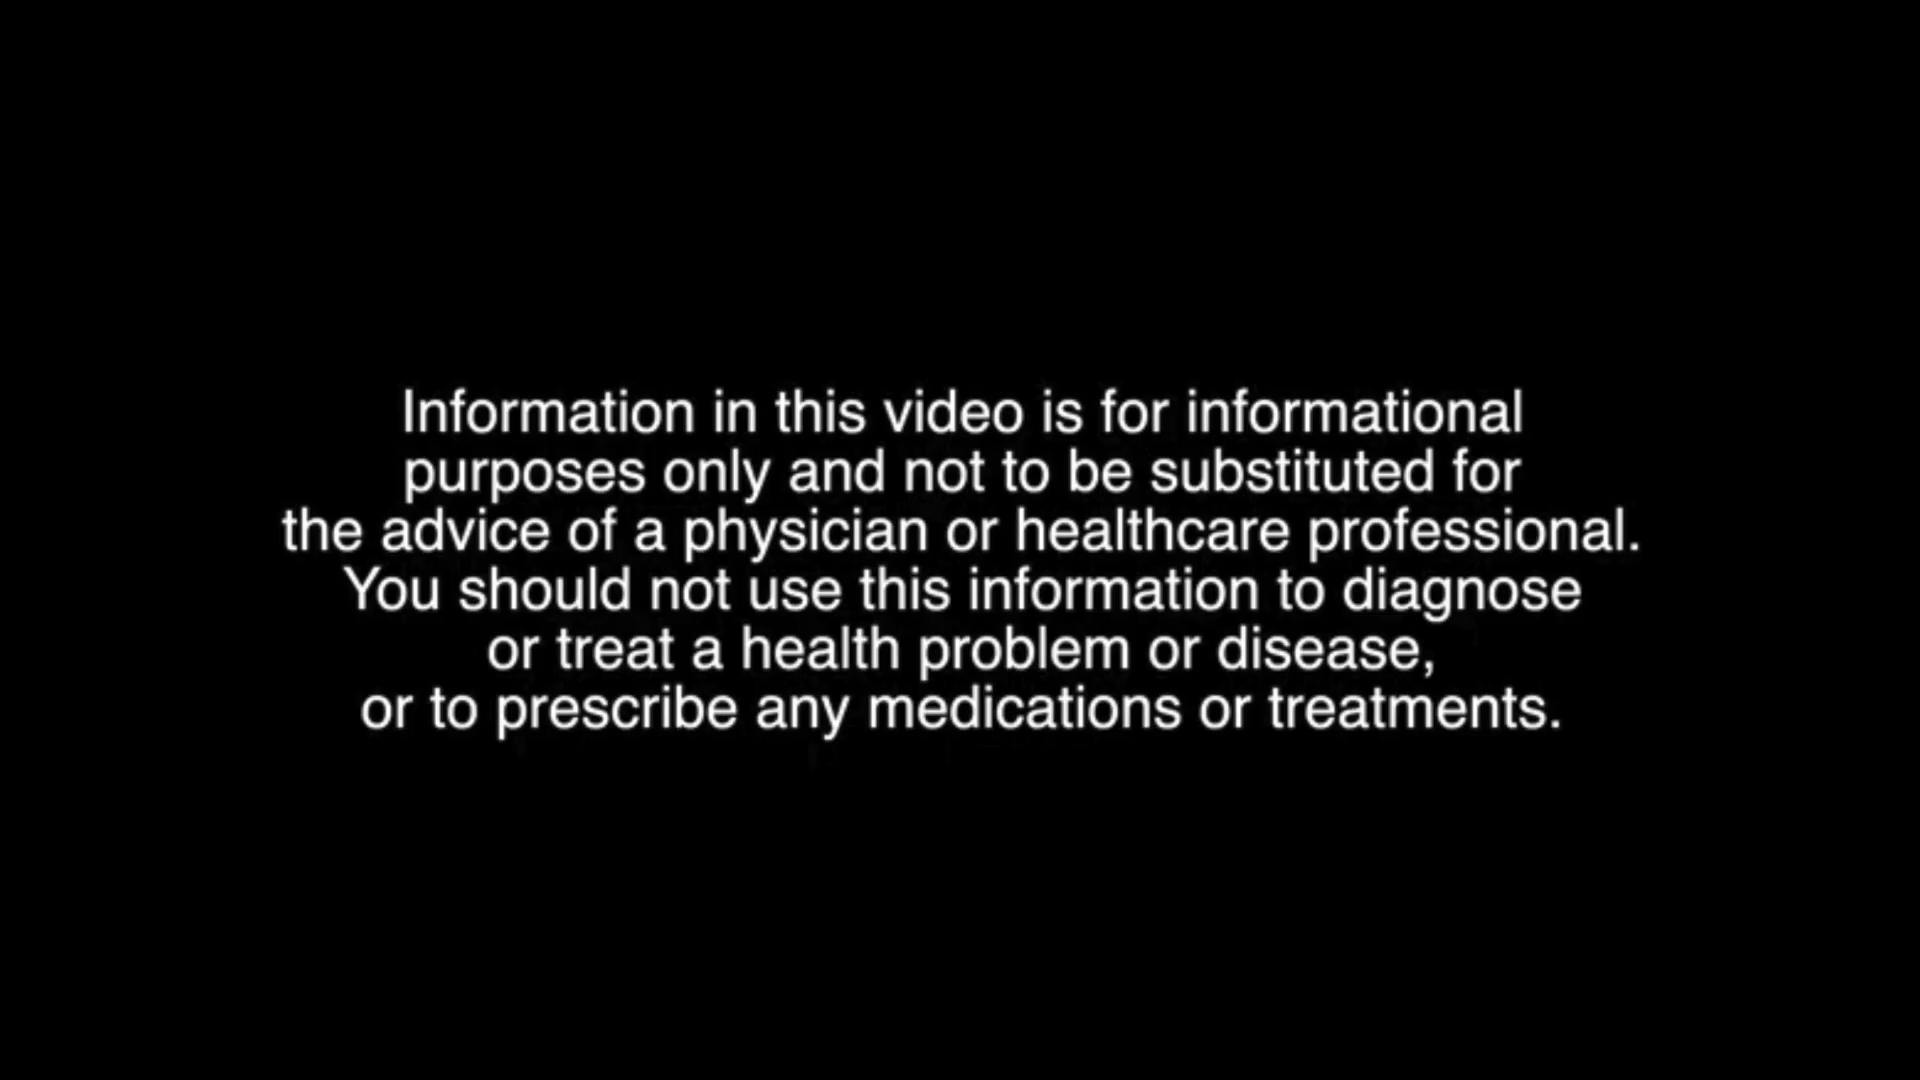 Information in this video is for informational
purposes only and not to be substituted for
the advice of a physician or healthcare professional.
You should not use this information to diagnose
or treat a health problem or disease,
or to prescribe any medications or treatments.